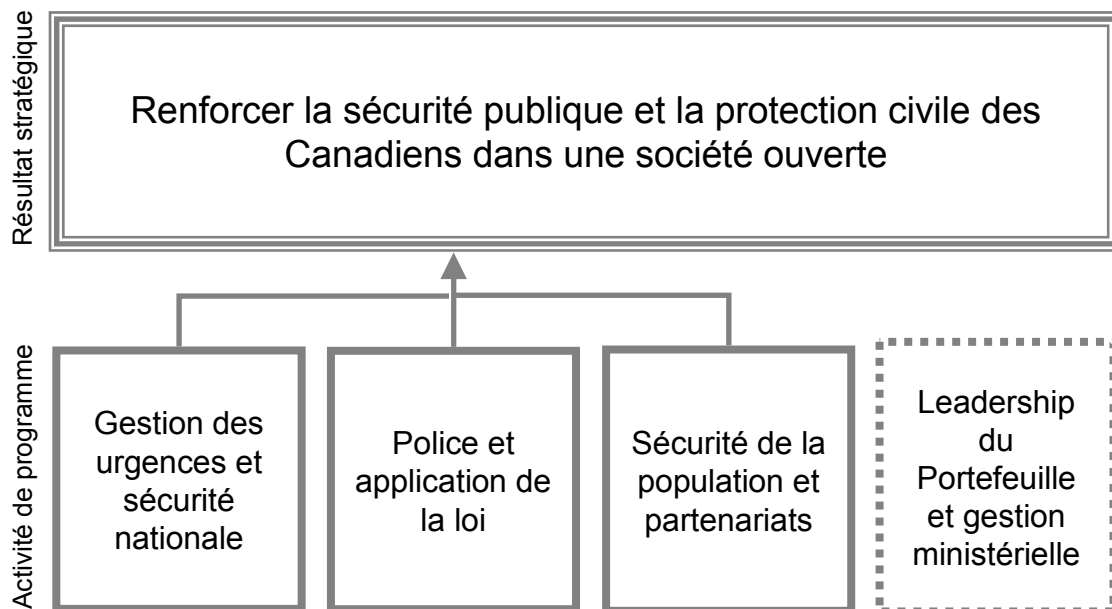 Résultat stratégique
Renforcer la sécurité publique et la protection civile des
Canadiens dans une société ouverte
Activité de programme
Gestion des
urgences et
sécurité
nationale
Police et
application de
la loi
Sécurité de la
population et
partenariats
Leadership
du
Portefeuille
et gestion
ministérielle